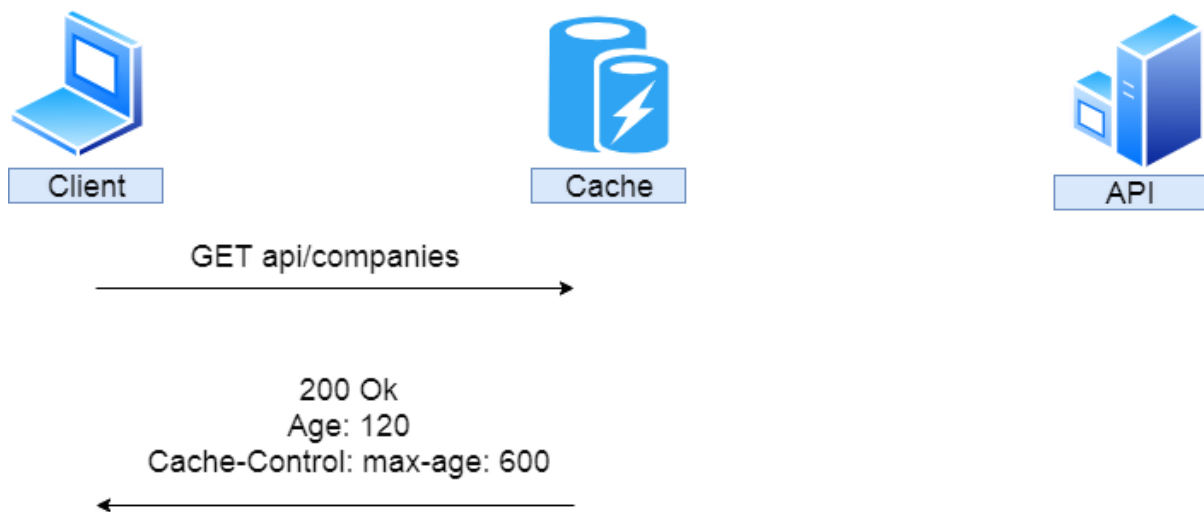 Client
Cache
API
GET api/companies
200 Ok
Age: 120
Cache-Control: max-age: 600